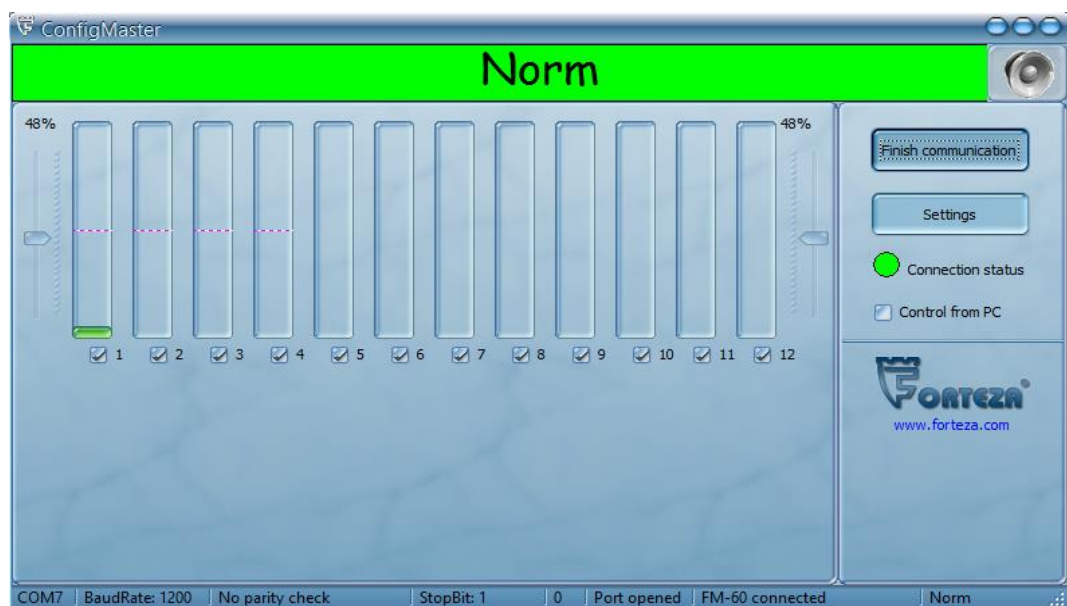 ConfigMaster
Norm
48%
48%
Finish communication
Settings
Connection status
Control from PC
1 2 3 4 5 6 7 8 9 10 11 12
FORTEZA
www.forteza.com
COM7 BaudRate: 1200 No parity check StopBit: 1 0 Port opened FM-60 connected Norm